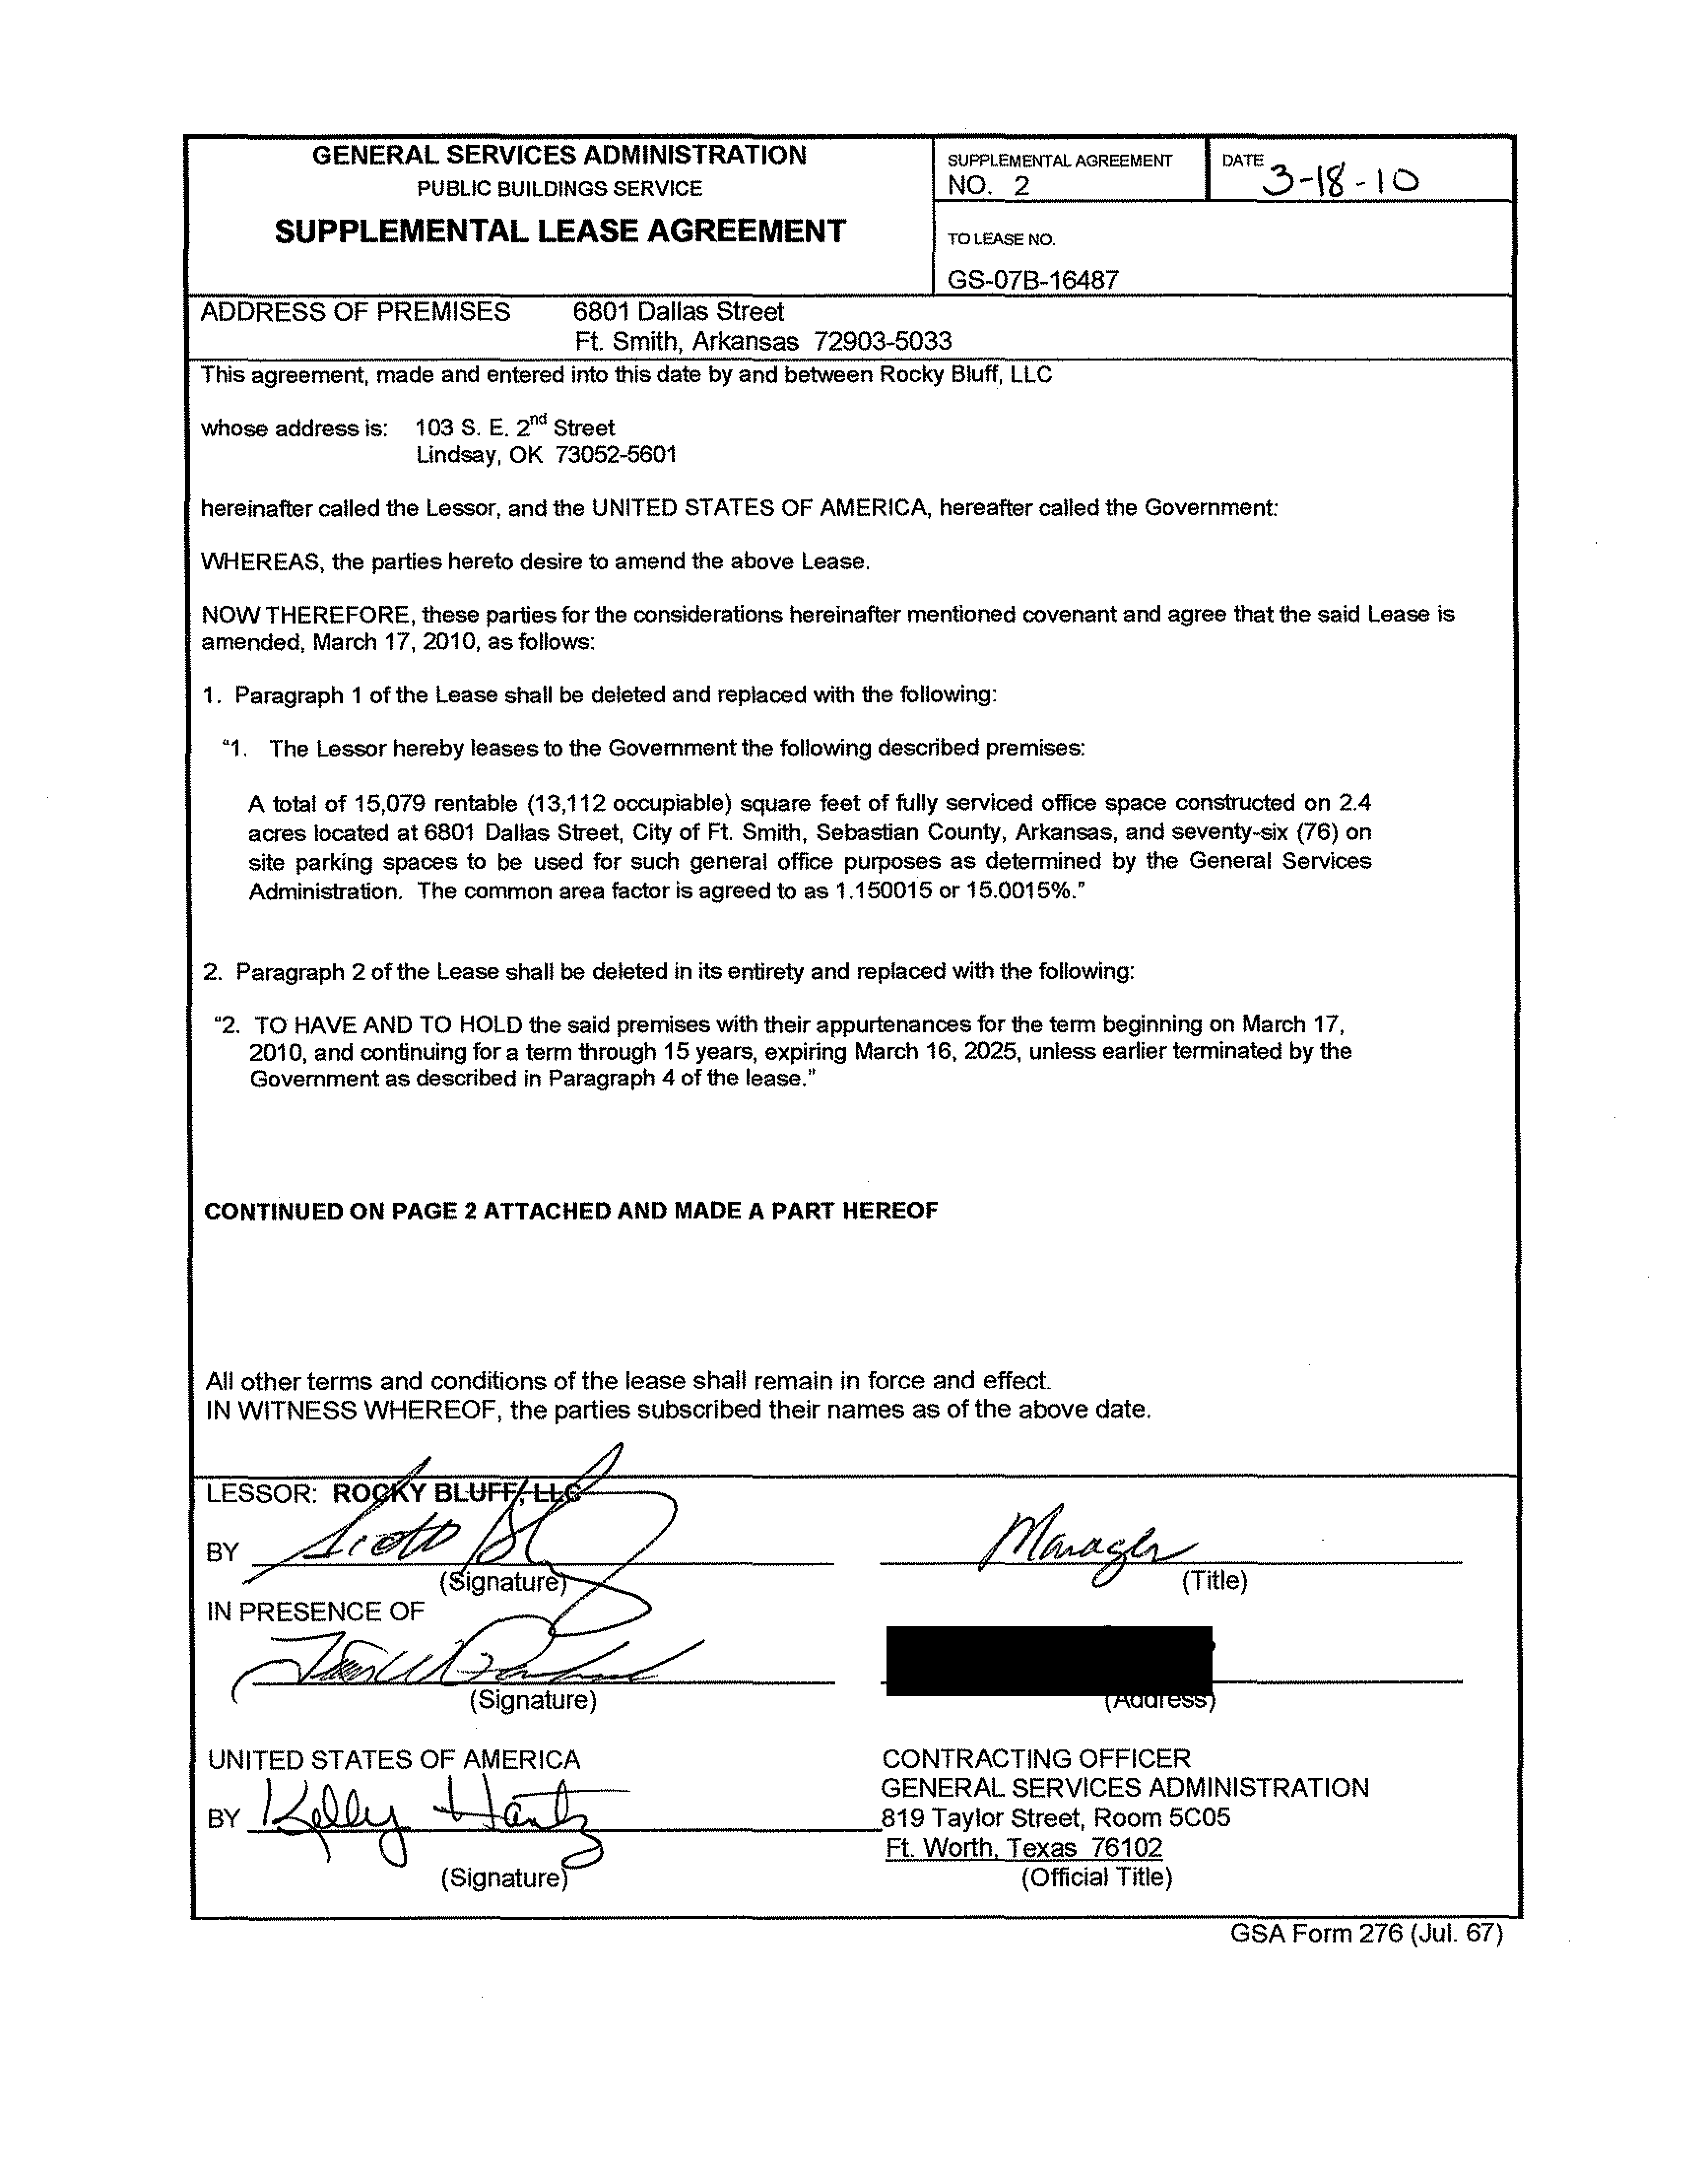 GENERAL SERVICES ADMINISTRATION
PUBLIC BUILDINGS SERVICE
SUPPLEMENTAL LEASE AGREEMENT
SUPPLEMENTAL AGREEMENT
NO. 2
DATE 3-18-10
TO LEASE NO.
GS-07B-16487
ADDRESS OF PREMISES 6801 Dallas Street
Ft. Smith, Arkansas 72903-5033
This agreement, made and entered into this date by and between Rocky Bluff, LLC
whose address is: 103 S. E. 2nd Street
Lindsay, OK 73052-5601
hereinafter called the Lessor, and the UNITED STATES OF AMERICA, hereafter called the Government:
WHEREAS, the parties hereto desire to amend the above Lease.
NOW THEREFORE, these parties for the considerations hereinafter mentioned covenant and agree that the said Lease is
amended, March 17, 2010, as follows:
1. Paragraph 1 of the Lease shall be deleted and replaced with the following:
"1. The Lessor hereby leases to the Government the following described premises:
A total of 15,079 rentable (13,112 occupiable) square feet of fully serviced office space constructed on 2.4
acres located at 6801 Dallas Street, City of Ft. Smith, Sebastian County, Arkansas, and seventy-six (76) on
site parking spaces to be used for such general office purposes as determined by the General Services
Administration. The common area factor is agreed to as 1.150015 or 15.0015%."
2. Paragraph 2 of the Lease shall be deleted in its entirety and replaced with the following:
"2. TO HAVE AND TO HOLD the said premises with their appurtenances for the term beginning on March 17,
2010, and continuing for a term through 15 years, expiring March 16, 2025, unless earlier terminated by the
Government as described in Paragraph 4 of the lease."
CONTINUED ON PAGE 2 ATTACHED AND MADE A PART HEREOF
All other terms and conditions of the lease shall remain in force and effect.
IN WITNESS WHEREOF, the parties subscribed their names as of the above date.
LESSOR: ROCKY BLUFF, LLC
BY Scott
Manager
(Signature)
(Title)
IN PRESENCE OF
(Signature)
(Address)
UNITED STATES OF AMERICA
BY Kelly Hantz
(Signature)
CONTRACTING OFFICER
GENERAL SERVICES ADMINISTRATION
819 Taylor Street, Room 5C05
Ft. Worth, Texas 76102
(Official Title)
GSA Form 276 (Jul. 67)